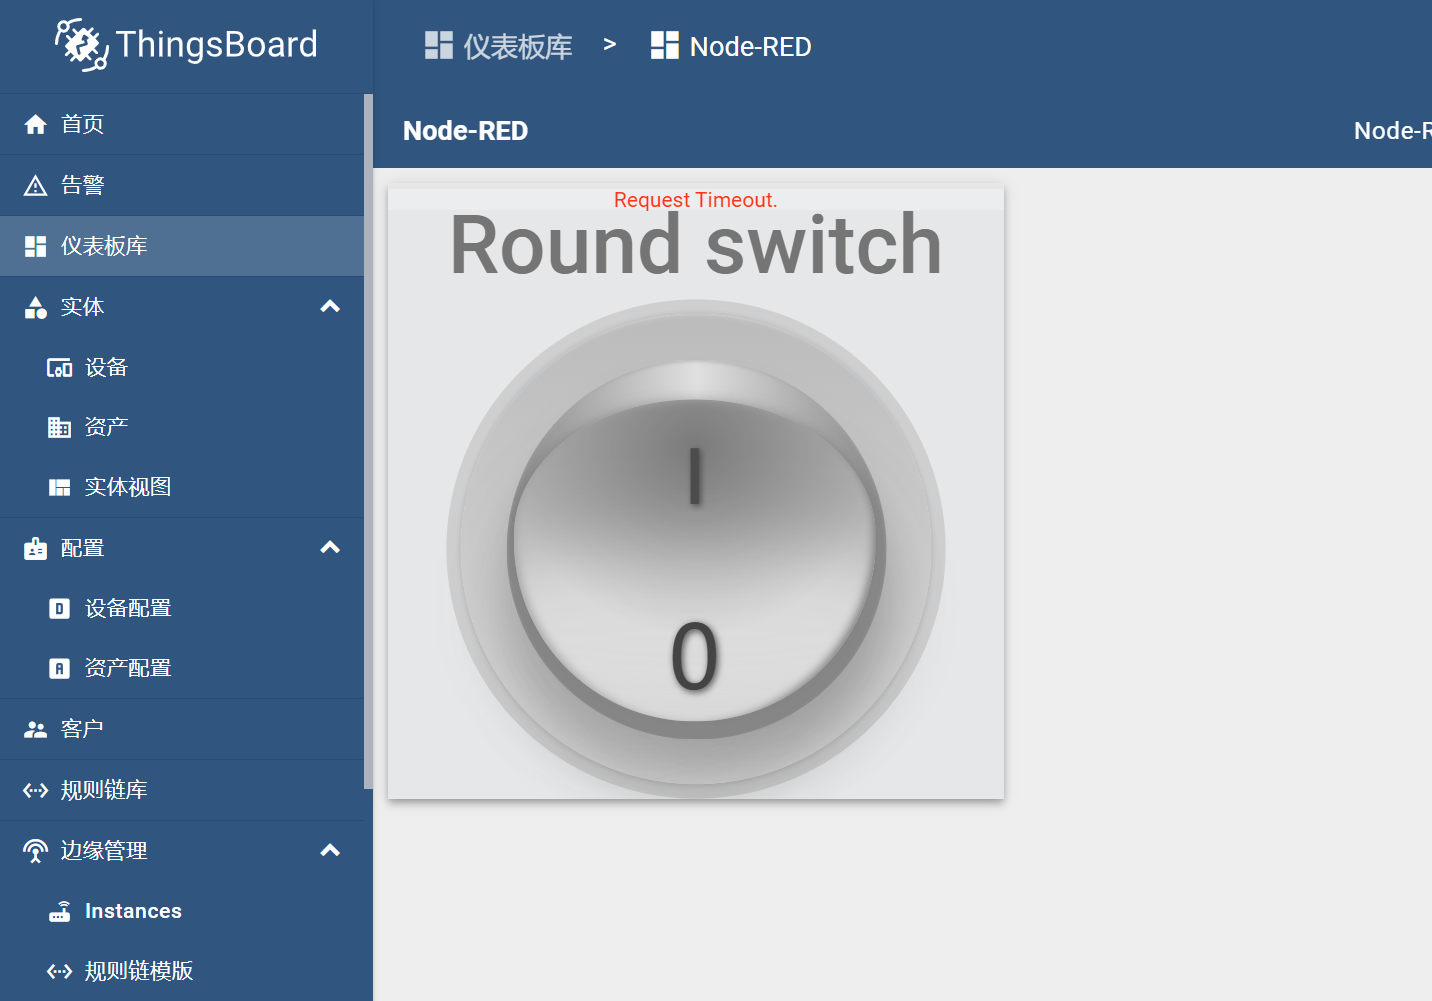 ThingsBoard
首页
告警
仪表板库
实体
设备
资产
实体视图
配置
设备配置
资产配置
客户
规则链库
边缘管理
Instances
规则链模版
仪表板库 > Node-RED
Node-RED
Node-R
Request Timeout.
Round switch
I
0